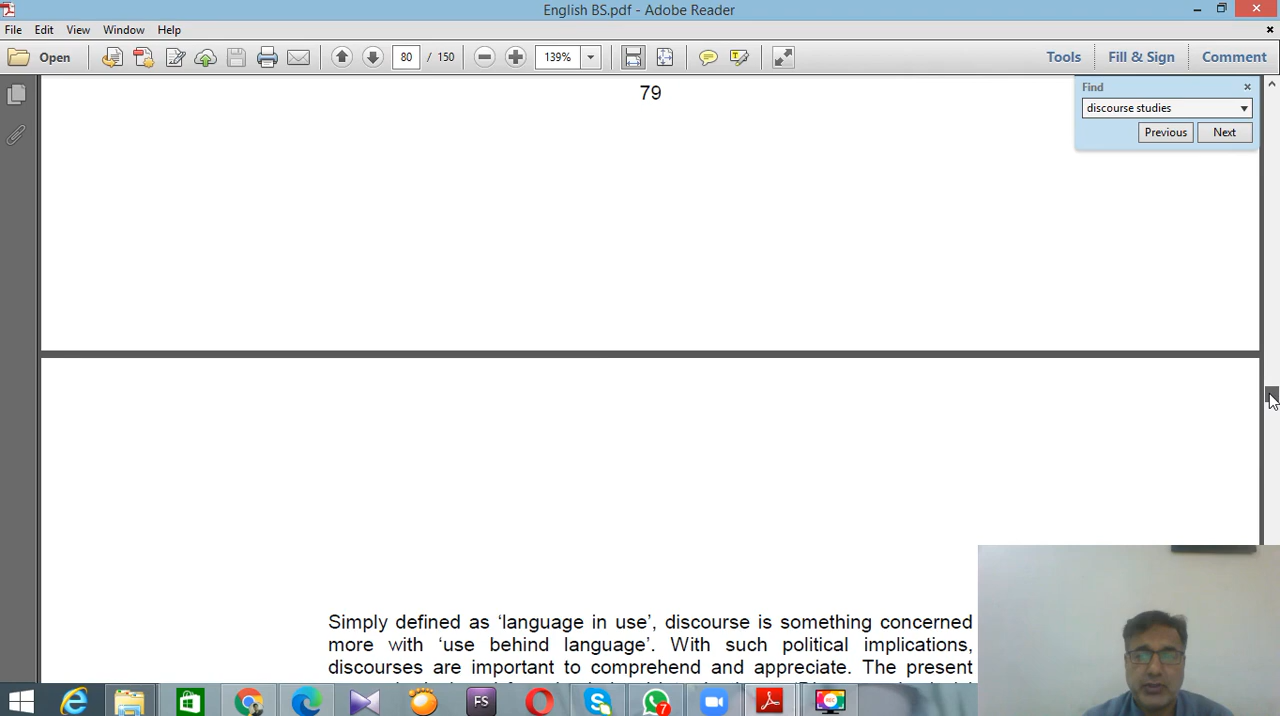 English BS.pdf - Adobe Reader
File Edit View Window Help
Open 80 / 150 139% Tools Fill & Sign Comment
79
Find
discourse studies
Previous Next
Simply defined as ‘language in use’, discourse is something concerned
more with ‘use behind language’. With such political implications,
discourses are important to comprehend and appreciate. The present
FS
7